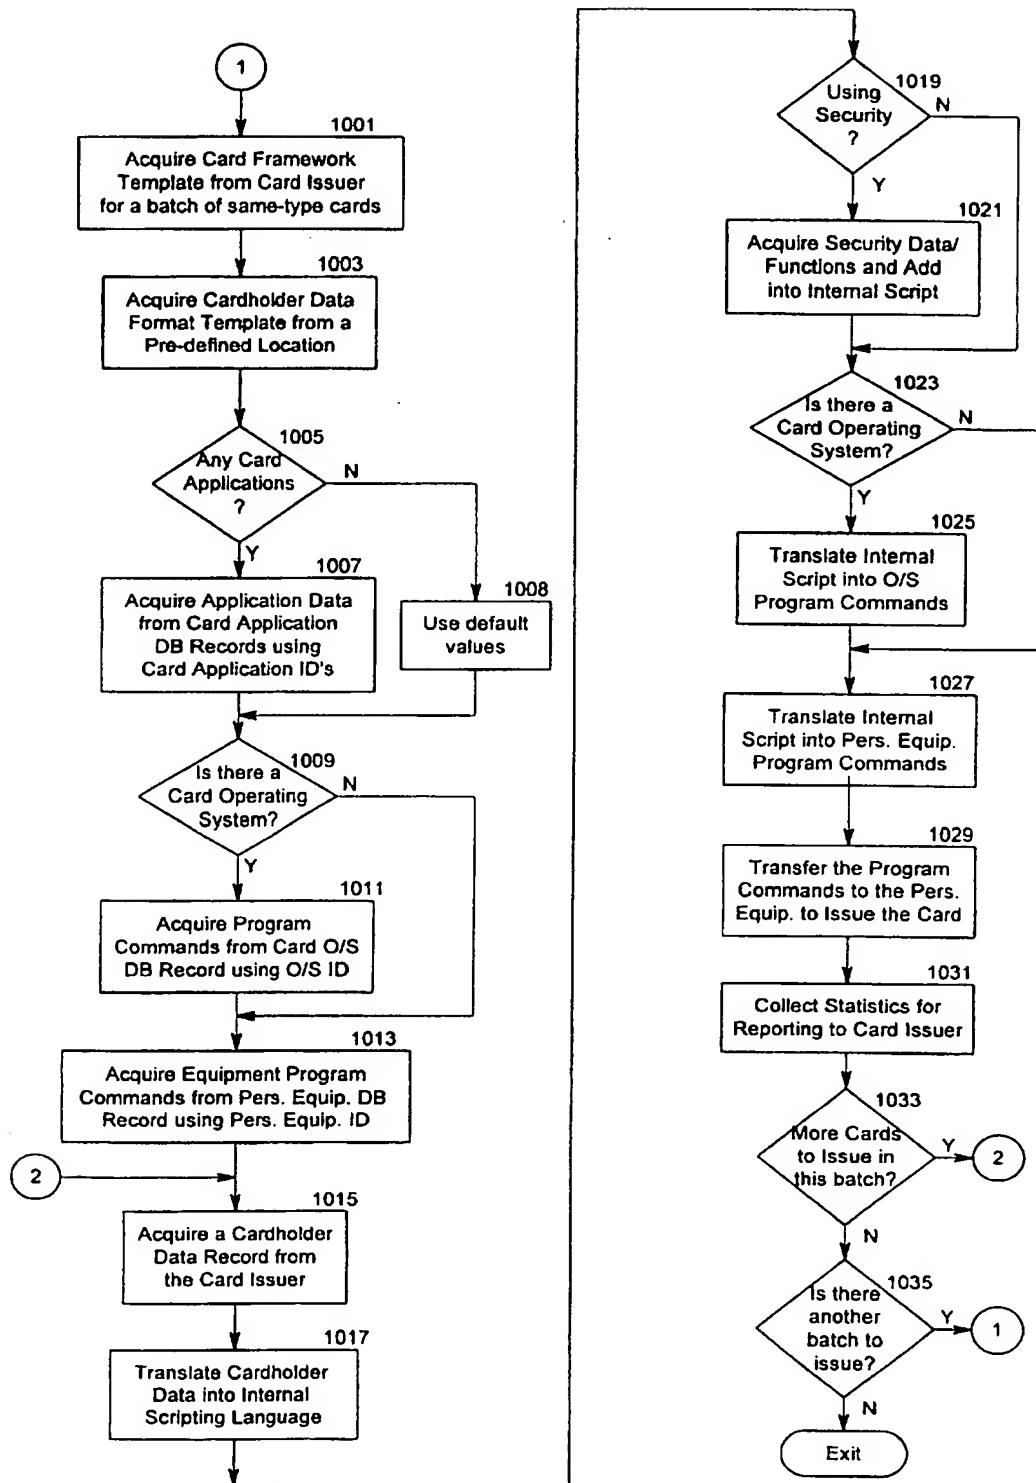 1
1001
Acquire Card Framework
Template from Card Issuer
for a batch of same-type cards
1003
Acquire Cardholder Data
Format Template from a
Pre-defined Location
1005
Any Card
Applications
?
N
Y
1007
Acquire Application Data
from Card Application
DB Records using
Card Application ID's
1008
Use default
values
1009
Is there a
Card Operating
System?
N
Y
1011
Acquire Program
Commands from Card O/S
DB Record using O/S ID
1013
Acquire Equipment Program
Commands from Pers. Equip. DB
Record using Pers. Equip. ID
2
1015
Acquire a Cardholder
Data Record from
the Card Issuer
1017
Translate Cardholder
Data into Internal
Scripting Language
1019
Using
Security
?
N
Y
1021
Acquire Security Data/
Functions and Add
into Internal Script
1023
Is there a
Card Operating
System?
N
Y
1025
Translate Internal
Script into O/S
Program Commands
1027
Translate Internal
Script into Pers. Equip.
Program Commands
1029
Transfer the Program
Commands to the Pers.
Equip. to Issue the Card
1031
Collect Statistics for
Reporting to Card Issuer
1033
More Cards
to Issue in
this batch?
Y
2
N
1035
Is there
another
batch to
issue?
Y
1
N
Exit